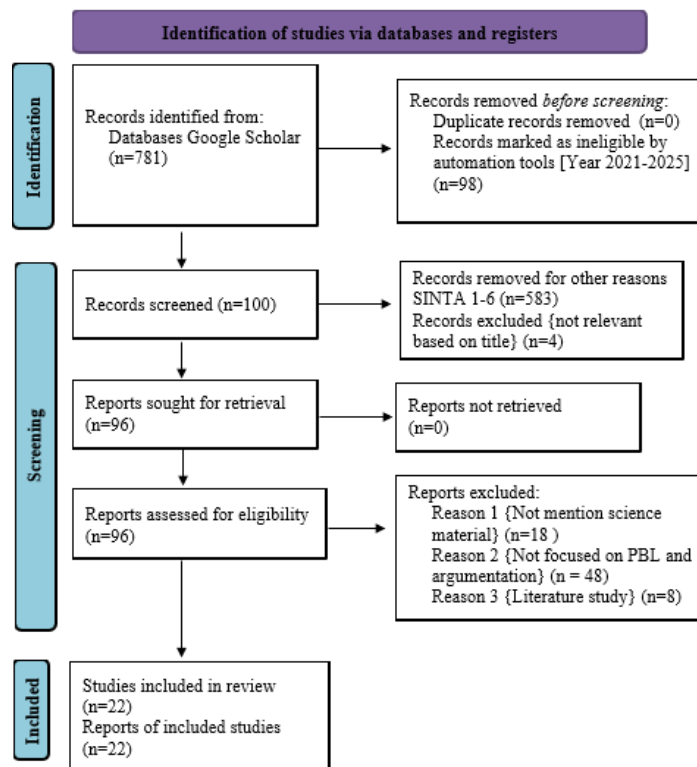 Identification of studies via databases and registers
Identification
Records identified from:
Databases Google Scholar
(n=781)
Records removed before screening:
Duplicate records removed (n=0)
Records marked as ineligible by
automation tools [Year 2021-2025]
(n=98)
Screening
Records screened (n=100)
Records removed for other reasons
SINTA 1-6 (n=583)
Records excluded {not relevant
based on title} (n=4)
Reports sought for retrieval
(n=96)
Reports not retrieved
(n=0)
Reports assessed for eligibility
(n=96)
Reports excluded:
Reason 1 {Not mention science
material} (n=18 )
Reason 2 {Not focused on PBL and
argumentation} (n = 48)
Reason 3 {Literature study} (n=8)
Included
Studies included in review
(n=22)
Reports of included studies
(n=22)